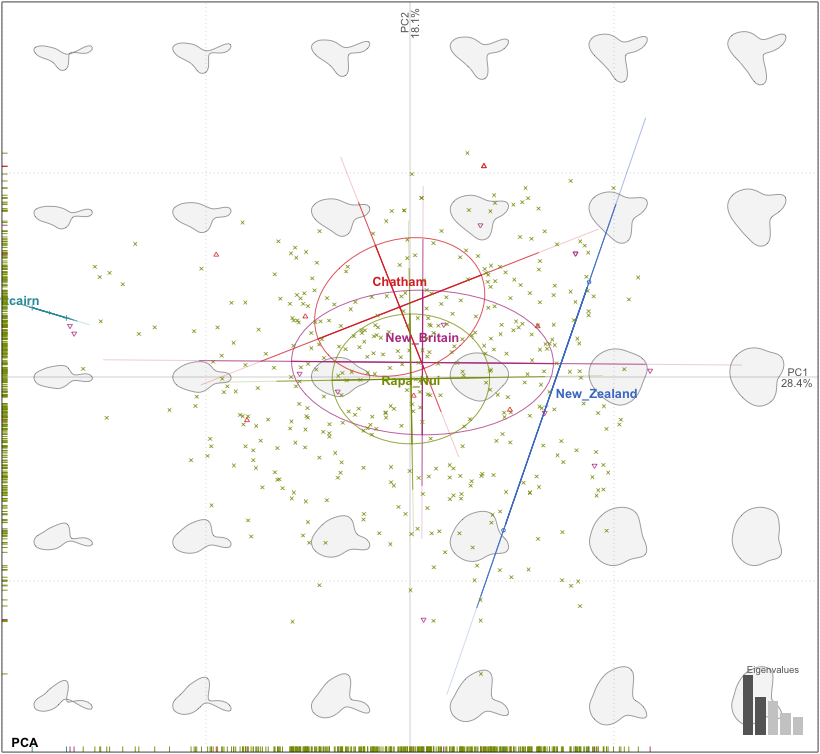 PC2
18.1%
Chatham
cairn
New_Britain
PC1
Rapa_Nui
28.4%
New_Zealand
Eigenvalues
PCA